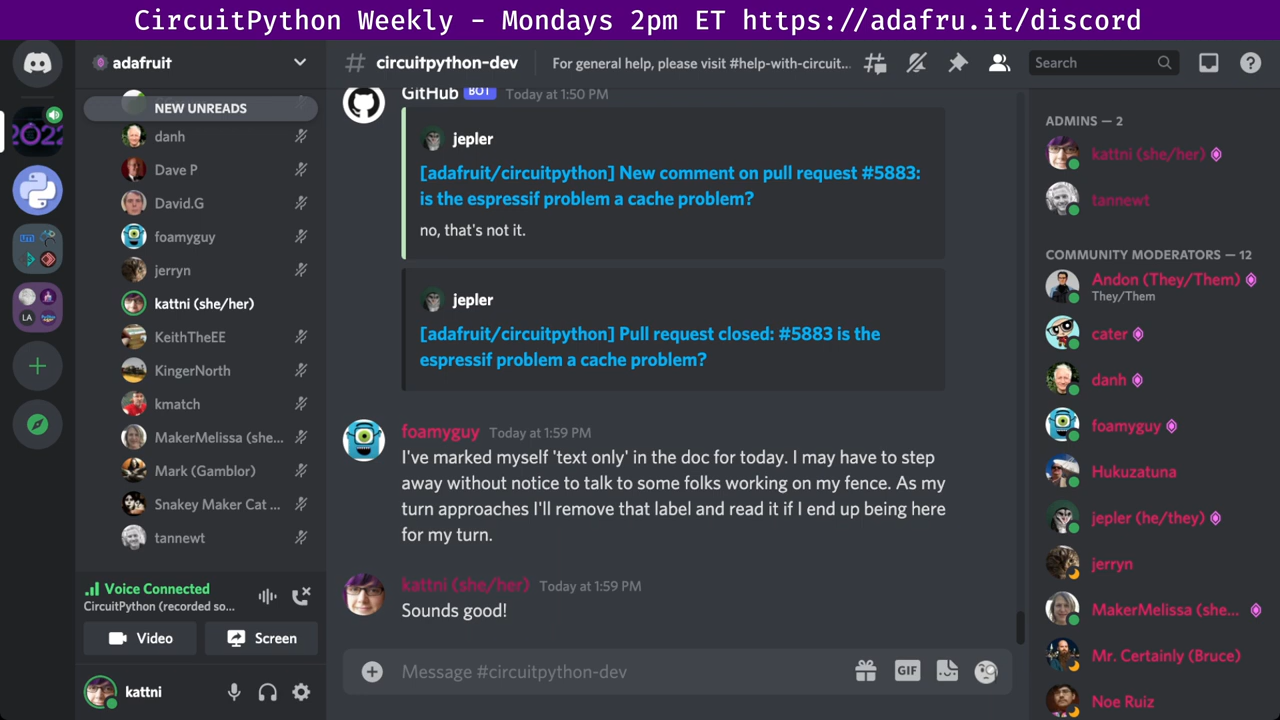 CircuitPython Weekly - Mondays 2pm ET https://adafru.it/discord
adafruit
NEW UNREADS
danh
Dave P
David.G
foamyguy
jerryn
kattni (she/her)
KeithTheEE
KingerNorth
kmatch
MakerMelissa (she...
Mark (Gamblor)
Snakey Maker Cat ...
tannewt
Voice Connected
CircuitPython (recorded so...
Video
Screen
kattni
2022
LA
# circuitpython-dev
For general help, please visit #help-with-circuit...
Search
GitHub BOT Today at 1:50 PM
jepler
[adafruit/circuitpython] New comment on pull request #5883:
is the espressif problem a cache problem?
no, that's not it.
jepler
[adafruit/circuitpython] Pull request closed: #5883 is the
espressif problem a cache problem?
foamyguy Today at 1:59 PM
I've marked myself 'text only' in the doc for today. I may have to step
away without notice to talk to some folks working on my fence. As my
turn approaches I'll remove that label and read it if I end up being here
for my turn.
kattni (she/her) Today at 1:59 PM
Sounds good!
Message #circuitpython-dev
GIF
ADMINS — 2
kattni (she/her)
tannewt
COMMUNITY MODERATORS — 12
Andon (They/Them)
They/Them
cater
danh
foamyguy
Hukuzatuna
jepler (he/they)
jerryn
MakerMelissa (she...
Mr. Certainly (Bruce)
Noe Ruiz